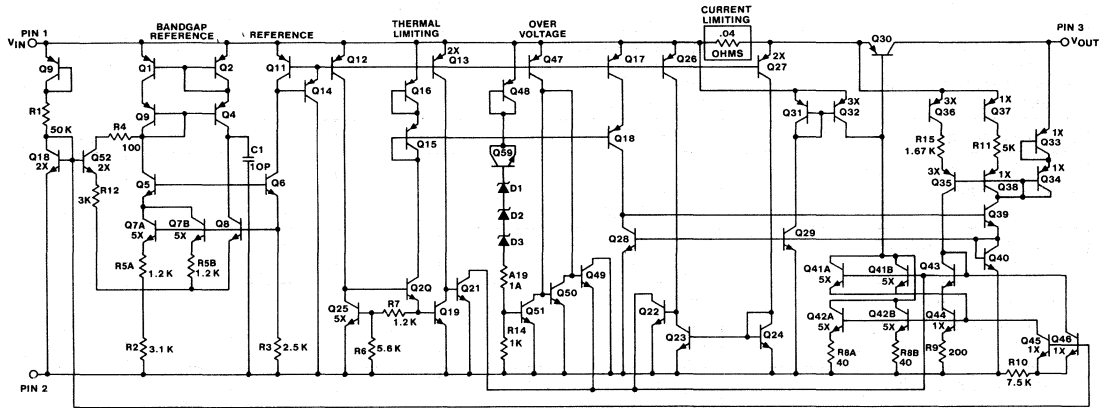 PIN 1
VIN
BANDGAP
REFERENCE
REFERENCE
THERMAL
LIMITING
OVER
VOLTAGE
CURRENT
LIMITING
.04
OHMS
PIN 3
VOUT
Q9
Q1
Q2
Q11
Q12
Q14
2X
Q13
Q16
Q47
Q48
Q17
Q26
2X
Q27
Q30
R1
50 K
Q9
Q4
R4
100
C1
10P
Q15
Q18
Q59
Q31
3X
Q32
3X
Q36
1X
Q37
1X
Q33
R15
1.67 K
R11
5K
Q18
2X
Q52
2X
R12
3K
Q5
Q6
D1
D2
D3
3X
Q35
1X
Q38
1X
Q34
Q7A
5X
Q7B
5X
Q8
R5A
1.2 K
R5B
1.2 K
Q28
Q29
Q39
Q40
A19
1A
Q49
Q50
Q51
R14
1K
Q20
Q21
R7
1.2K
Q19
Q25
5X
R6
5.6K
R2
3.1 K
R3
2.5K
Q22
Q23
Q24
Q41A
5X
Q41B
5X
Q43
Q42A
5X
Q42B
5X
Q44
1X
R8A
40
R8B
40
R9
200
Q45
1X
Q46
1X
R10
7.5 K
PIN 2